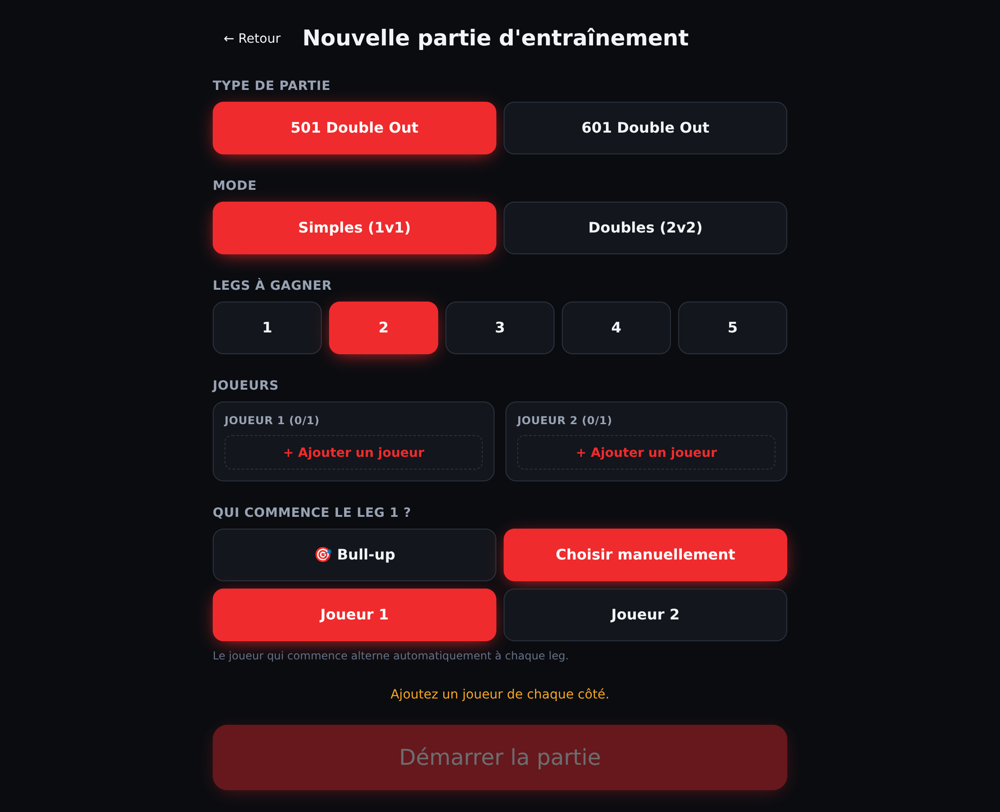 ← Retour
Nouvelle partie d'entraînement
TYPE DE PARTIE
501 Double Out
601 Double Out
MODE
Simples (1v1)
Doubles (2v2)
LEGS À GAGNER
1
2
3
4
5
JOUEURS
JOUEUR 1 (0/1)
+ Ajouter un joueur
JOUEUR 2 (0/1)
+ Ajouter un joueur
QUI COMMENCE LE LEG 1 ?
🎯 Bull-up
Choisir manuellement
Joueur 1
Joueur 2
Le joueur qui commence alterne automatiquement à chaque leg.
Ajoutez un joueur de chaque côté.
Démarrer la partie